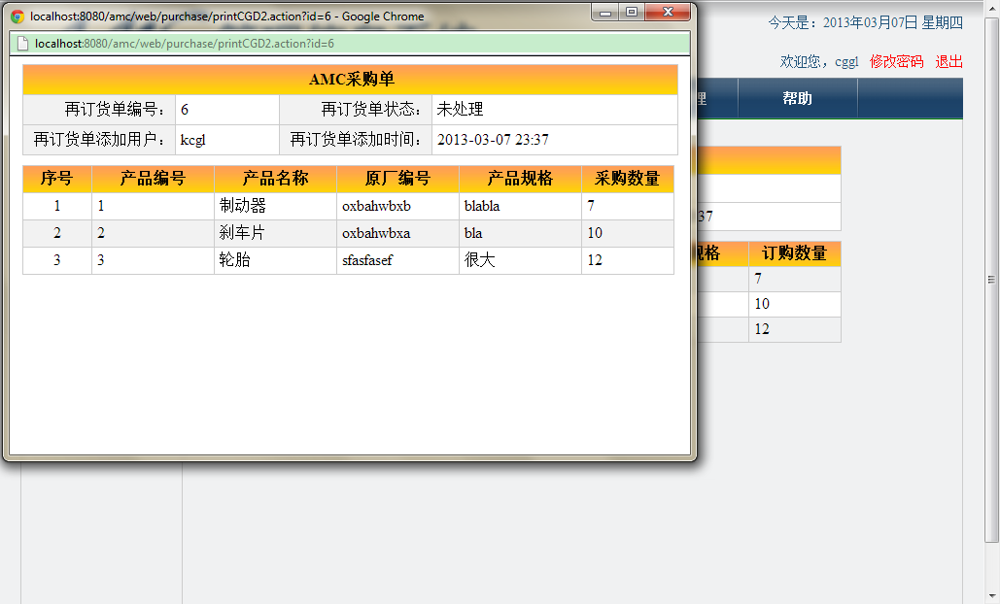 localhost:8080/amc/web/purchase/printCGD2.action?id=6 - Google Chrome
localhost:8080/amc/web/purchase/printCGD2.action?id=6
AMC采购单
再订货单编号： 6 再订货单状态： 未处理
再订货单添加用户： kcgl 再订货单添加时间： 2013-03-07 23:37
序号 产品编号 产品名称 原厂编号 产品规格 采购数量
1 1 制动器 oxbahwbxb blabla 7
2 2 刹车片 oxbahwbxa bla 10
3 3 轮胎 sfasfasef 很大 12
今天是：2013年03月07日 星期四
欢迎您，cggl 修改密码 退出
理 帮助
37
规格 订购数量
7
10
12